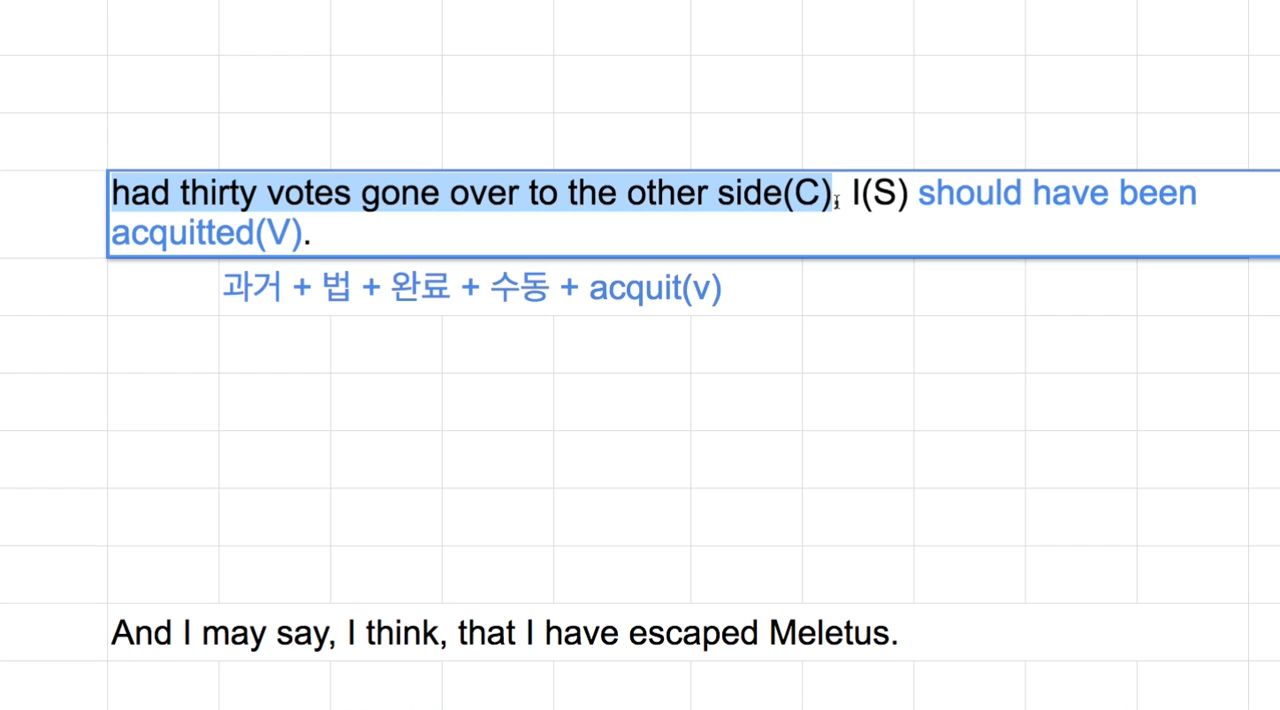 had thirty votes gone over to the other side(C), I(S) should have been
acquitted(V).
과거 + 법 + 완료 + 수동 + acquit(v)
And I may say, I think, that I have escaped Meletus.